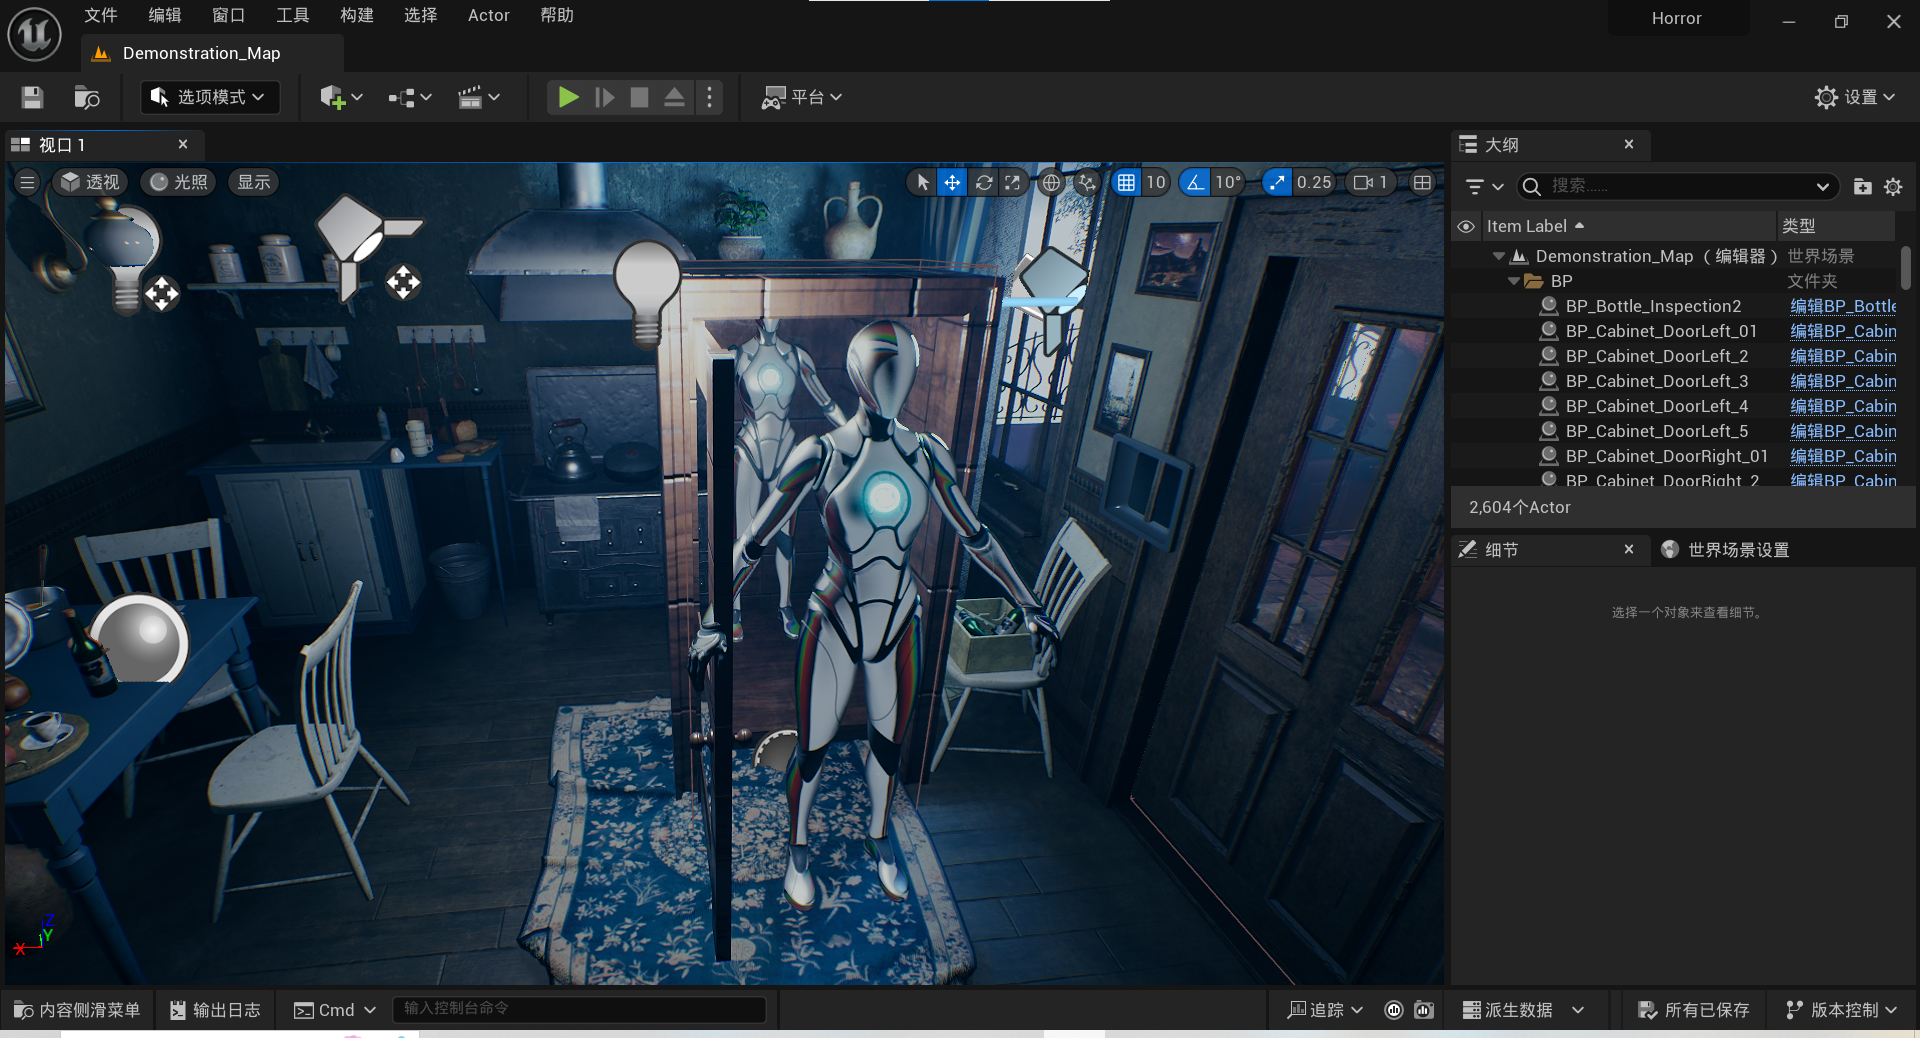 文件 编辑 窗口 工具 构建 选择 Actor 帮助
Horror
Demonstration_Map
选项模式
平台
设置
视口 1
大纲
透视 光照 显示
10 10° 0.25 1
搜索......
Item Label 类型
Demonstration_Map（编辑器） 世界场景
BP 文件夹
BP_Bottle_Inspection2 编辑BP_Bottle
BP_Cabinet_DoorLeft_01 编辑BP_Cabin
BP_Cabinet_DoorLeft_2 编辑BP_Cabin
BP_Cabinet_DoorLeft_3 编辑BP_Cabin
BP_Cabinet_DoorLeft_4 编辑BP_Cabin
BP_Cabinet_DoorLeft_5 编辑BP_Cabin
BP_Cabinet_DoorRight_01 编辑BP_Cabin
BP_Cabinet_DoorRight_2 编辑BP_Cabin
2,604个Actor
细节 世界场景设置
选择一个对象来查看细节。
Z
Y
X
内容侧滑菜单 输出日志 Cmd 输入控制台命令 追踪 派生数据 所有已保存 版本控制